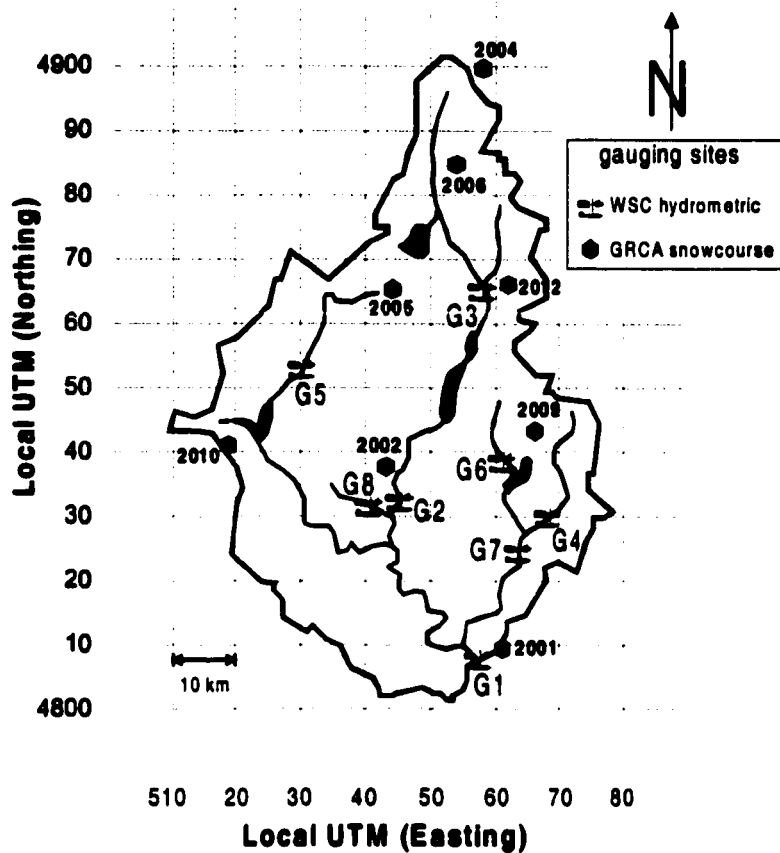 2004
4900
N
90
gauging sites
2006
80
WSC hydrometric
GRCA snowcourse
70
2005
2012
G3
60
G5
50
2009
40
2010
2002
G6
G8
G2
G4
30
G7
20
10
2001
G1
10 km
4800
510 20 30 40 50 60 70 80
Local UTM (Easting)
Local UTM (Northing)